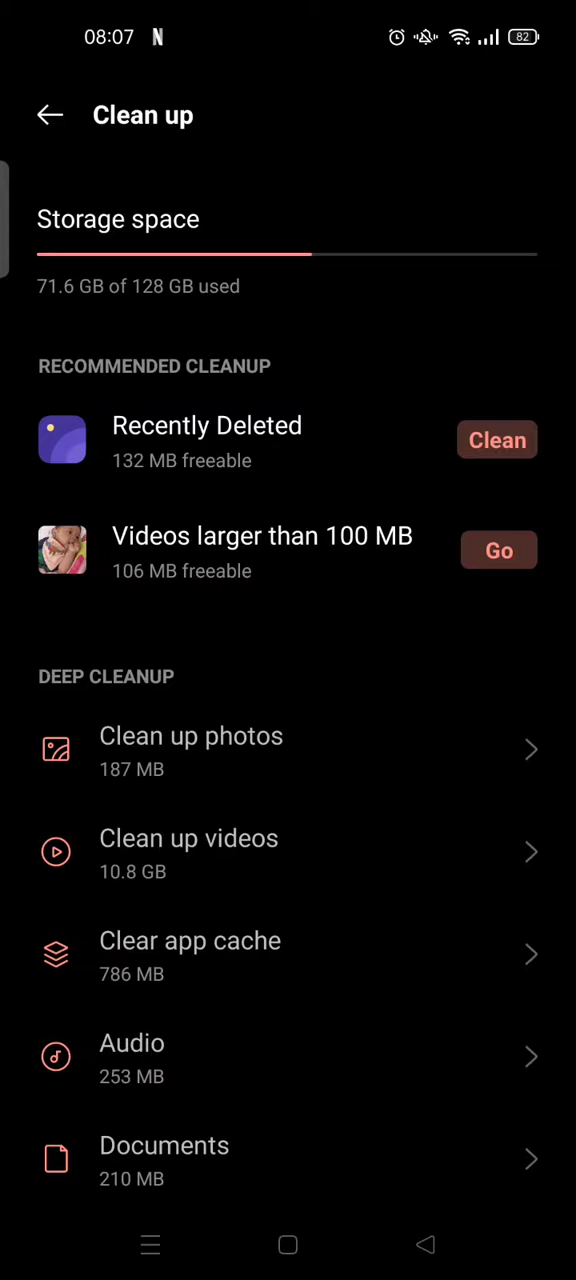 08:07 N 82
Clean up
Storage space
71.6 GB of 128 GB used
RECOMMENDED CLEANUP
Recently Deleted
132 MB freeable
Clean
Videos larger than 100 MB
106 MB freeable
Go
DEEP CLEANUP
Clean up photos
187 MB
Clean up videos
10.8 GB
Clear app cache
786 MB
Audio
253 MB
Documents
210 MB